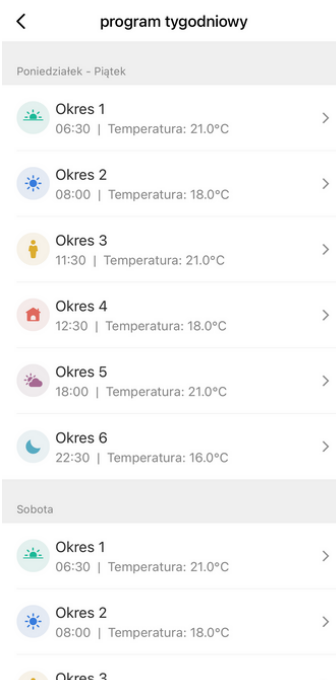 program tygodniowy
Poniedziałek - Piątek
Okres 1
06:30 | Temperatura: 21.0°C
Okres 2
08:00 | Temperatura: 18.0°C
Okres 3
11:30 | Temperatura: 21.0°C
Okres 4
12:30 | Temperatura: 18.0°C
Okres 5
18:00 | Temperatura: 21.0°C
Okres 6
22:30 | Temperatura: 16.0°C
Sobota
Okres 1
06:30 | Temperatura: 21.0°C
Okres 2
08:00 | Temperatura: 18.0°C
Okres 3